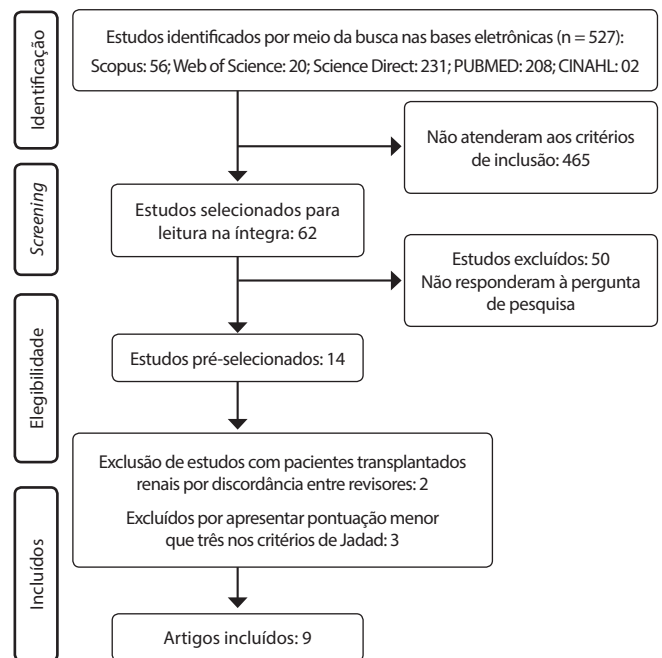 Identificação
Estudos identificados por meio da busca nas bases eletrônicas (n = 527):
Scopus: 56; Web of Science: 20; Science Direct: 231; PUBMED: 208; CINAHL: 02
Não atenderam aos critérios
de inclusão: 465
Screening
Estudos selecionados para
leitura na íntegra: 62
Estudos excluídos: 50
Não responderam à pergunta
de pesquisa
Elegibilidade
Estudos pré-selecionados: 14
Exclusão de estudos com pacientes transplantados
renais por discordância entre revisores: 2
Excluídos por apresentar pontuação menor
que três nos critérios de Jadad: 3
Incluídos
Artigos incluídos: 9